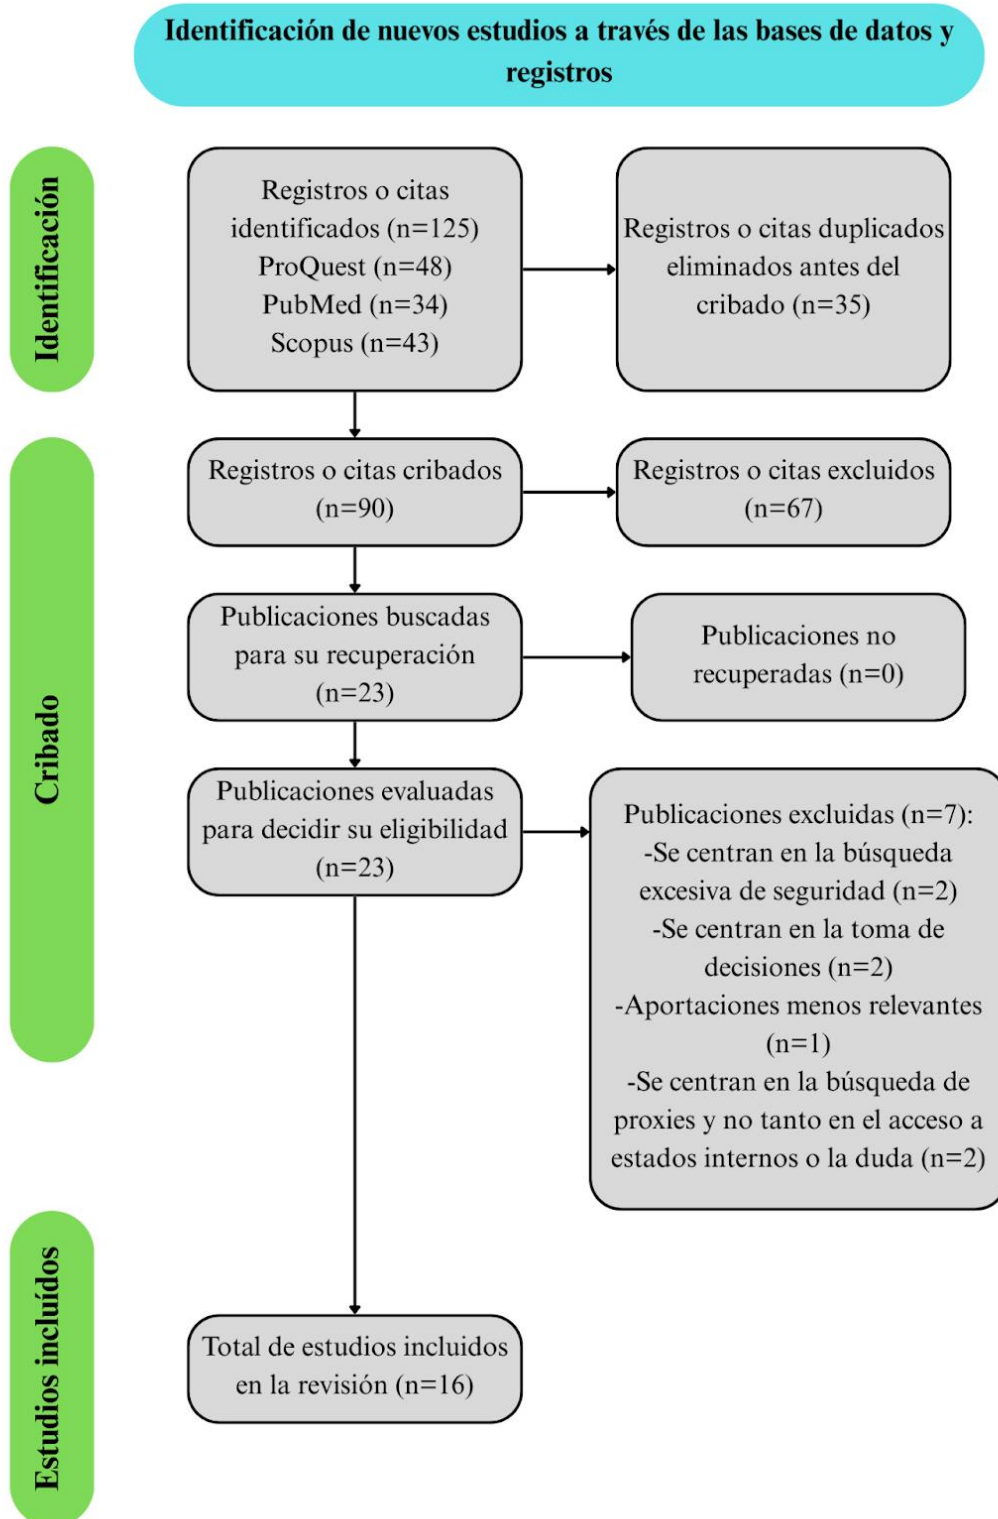 Identificación de nuevos estudios a través de las bases de datos y
registros
Identificación
Registros o citas
identificados (n=125)
ProQuest (n=48)
PubMed (n=34)
Scopus (n=43)
Registros o citas duplicados
eliminados antes del
cribado (n=35)
Cribado
Registros o citas cribados
(n=90)
Registros o citas excluidos
(n=67)
Publicaciones buscadas
para su recuperación
(n=23)
Publicaciones no
recuperadas (n=0)
Publicaciones evaluadas
para decidir su eligibilidad
(n=23)
Publicaciones excluidas (n=7):
-Se centran en la búsqueda
excesiva de seguridad (n=2)
-Se centran en la toma de
decisiones (n=2)
-Aportaciones menos relevantes
(n=1)
-Se centran en la búsqueda de
proxies y no tanto en el acceso a
estados internos o la duda (n=2)
Estudios incluídos
Total de estudios incluidos
en la revisión (n=16)